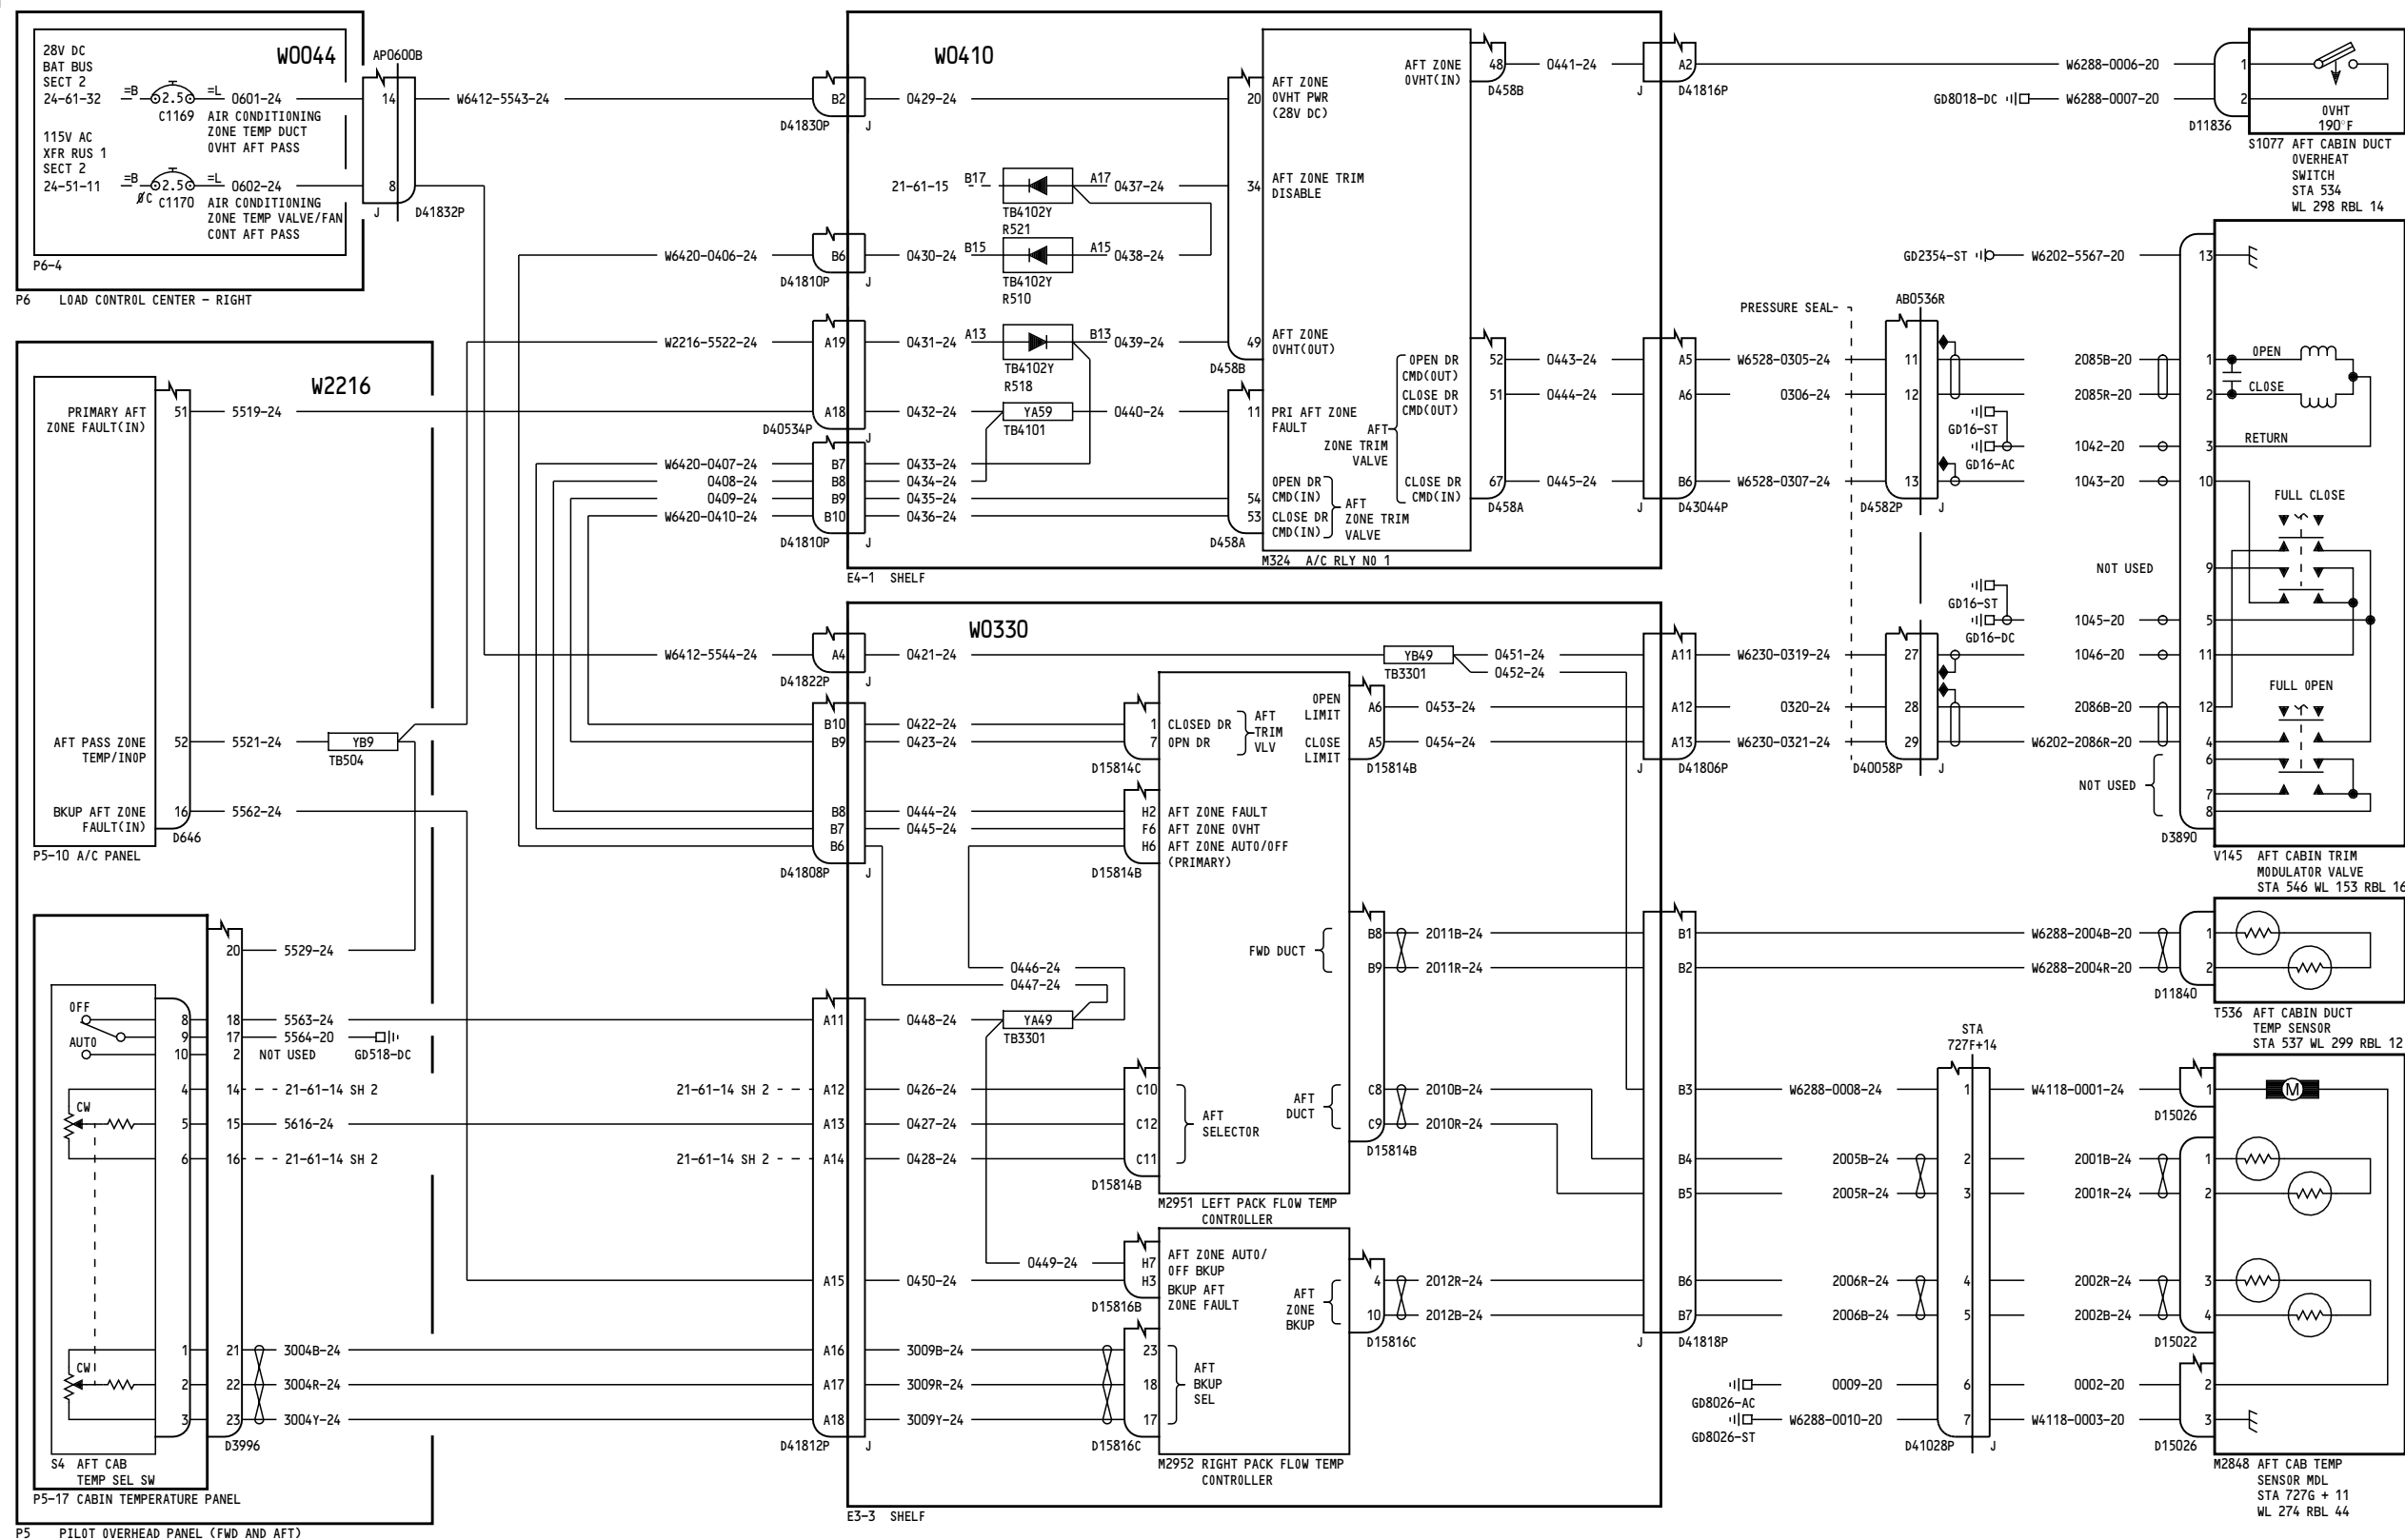 28V DC
BAT BUS
SECT 2
24-61-32
=B
2.5
=L
0601-24
C1169
AIR CONDITIONING
ZONE TEMP DUCT
OVHT AFT PASS
115V AC
XFR RUS 1
SECT 2
24-51-11
=B
2.5
=L
0602-24
ØC
C1170
AIR CONDITIONING
ZONE TEMP VALVE/FAN
CONT AFT PASS
W0044
P6-4
P6 LOAD CONTROL CENTER - RIGHT
AP0600B
14
8
J
D41832P
W6412-5543-24
W2216
PRIMARY AFT
ZONE FAULT(IN)
51
5519-24
AFT PASS ZONE
TEMP/INOP
52
5521-24
YB9
TB504
BKUP AFT ZONE
FAULT(IN)
16
5562-24
D646
P5-10 A/C PANEL
20
5529-24
OFF
AUTO
8
18
5563-24
9
17
5564-20
GD518-DC
10
2
NOT USED
4
14
21-61-14 SH 2
CW
5
15
5616-24
6
16
21-61-14 SH 2
1
21
3004B-24
CW
2
22
3004R-24
3
23
3004Y-24
D3996
S4 AFT CAB
TEMP SEL SW
P5-17 CABIN TEMPERATURE PANEL
P5 PILOT OVERHEAD PANEL (FWD AND AFT)
W6420-0406-24
W2216-5522-24
W6420-0407-24
0408-24
0409-24
W6420-0410-24
W6412-5544-24
21-61-14 SH 2
21-61-14 SH 2
W0410
B2
0429-24
D41830P
J
B6
0430-24
D41810P
J
A19
0431-24
A18
0432-24
D40534P
J
B7
0433-24
B8
0434-24
B9
0435-24
B10
0436-24
D41810P
J
21-61-15
B17
A17
0437-24
TB4102Y
R521
B15
A15
0438-24
TB4102Y
R510
A13
B13
0439-24
TB4102Y
R518
YA59
0440-24
TB4101
20
AFT ZONE
OVHT PWR
(28V DC)
34
AFT ZONE TRIM
DISABLE
49
AFT ZONE
OVHT(OUT)
D458B
11
PRI AFT ZONE
FAULT
54
OPEN DR
CMD(IN)
53
CLOSE DR
CMD(IN)
AFT
ZONE TRIM
VALVE
D458A
AFT ZONE
OVHT(IN)
48
0441-24
D458B
OPEN DR
CMD(OUT)
52
0443-24
CLOSE DR
CMD(OUT)
51
0444-24
AFT
ZONE TRIM
VALVE
CLOSE DR
CMD(IN)
67
0445-24
D458A
M324 A/C RLY NO 1
E4-1 SHELF
A2
J
D41816P
A5
A6
B6
J
D43044P
W0330
A4
0421-24
D41822P
J
B10
0422-24
B9
0423-24
B8
0444-24
B7
0445-24
B6
D41808P
J
1
CLOSED DR
7
OPN DR
AFT
TRIM
VLV
D15814C
H2
AFT ZONE FAULT
F6
AFT ZONE OVHT
H6
AFT ZONE AUTO/OFF
(PRIMARY)
D15814B
0446-24
0447-24
A11
0448-24
YA49
TB3301
A12
0426-24
C10
A13
0427-24
C12
A14
0428-24
C11
AFT
SELECTOR
D15814B
OPEN
LIMIT
A6
0453-24
CLOSE
LIMIT
A5
0454-24
D15814B
YB49
TB3301
0451-24
0452-24
A11
A12
A13
J
D41806P
FWD DUCT
B8
2011B-24
B9
2011R-24
AFT
DUCT
C8
2010B-24
C9
2010R-24
D15814B
M2951 LEFT PACK FLOW TEMP
CONTROLLER
0449-24
H7
AFT ZONE AUTO/
OFF BKUP
A15
0450-24
H3
BKUP AFT
ZONE FAULT
D15816B
A16
3009B-24
23
A17
3009R-24
18
A18
3009Y-24
17
AFT
BKUP
SEL
D41812P
J
D15816C
AFT
ZONE
BKUP
4
2012R-24
10
2012B-24
D15816C
M2952 RIGHT PACK FLOW TEMP
CONTROLLER
E3-3 SHELF
B1
B2
B3
B4
B5
B6
B7
J
D41818P
W6288-0006-20
1
GD8018-DC
W6288-0007-20
2
D11836
OVHT
190°F
S1077 AFT CABIN DUCT
OVERHEAT
SWITCH
STA 534
WL 298 RBL 14
PRESSURE SEAL
AB0536R
GD2354-ST
W6202-5567-20
13
W6528-0305-24
11
2085B-20
1
OPEN
0306-24
12
2085R-20
2
CLOSE
GD16-ST
GD16-AC
1042-20
3
RETURN
W6528-0307-24
13
1043-20
10
D4582P
J
FULL CLOSE
NOT USED
9
GD16-ST
GD16-DC
1045-20
5
W6230-0319-24
27
1046-20
11
FULL OPEN
0320-24
28
2086B-20
12
W6230-0321-24
29
W6202-2086R-20
4
D40058P
J
NOT USED
6
7
8
D3890
V145 AFT CABIN TRIM
MODULATOR VALVE
STA 546 WL 153 RBL 16
W6288-2004B-20
1
W6288-2004R-20
2
D11840
T536 AFT CABIN DUCT
TEMP SENSOR
STA 537 WL 299 RBL 12
STA
727F+14
W6288-0008-24
1
W4118-0001-24
1
M
D15026
2005B-24
2
2001B-24
1
2005R-24
3
2001R-24
2
2006R-24
4
2002R-24
3
2006B-24
5
2002B-24
4
D15022
GD8026-AC
0009-20
6
0002-20
2
GD8026-ST
W6288-0010-20
7
W4118-0003-20
3
D41028P
J
D15026
M2848 AFT CAB TEMP
SENSOR MDL
STA 727G + 11
WL 274 RBL 44